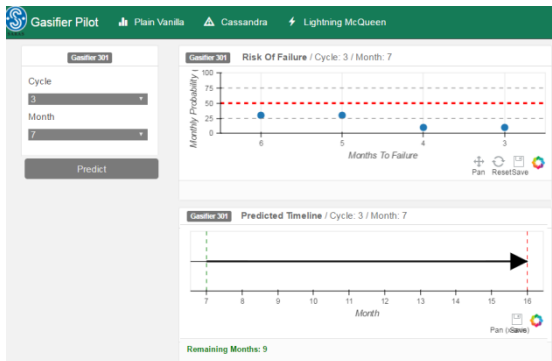 Gasifier Pilot Plain Vanilla Cassandra Lightning McQueen
Gasifier 301
Cycle
3
Month
7
Predict
Gasifier 301 Risk Of Failure / Cycle: 3 / Month: 7
Monthly Probability (
100
75
50
25
0
6 5 4 3
Months To Failure
Pan Reset Save
Gasifier 301 Predicted Timeline / Cycle: 3 / Month: 7
7 8 9 10 11 12 13 14 15 16
Month
Pan (x Save
Remaining Months: 9